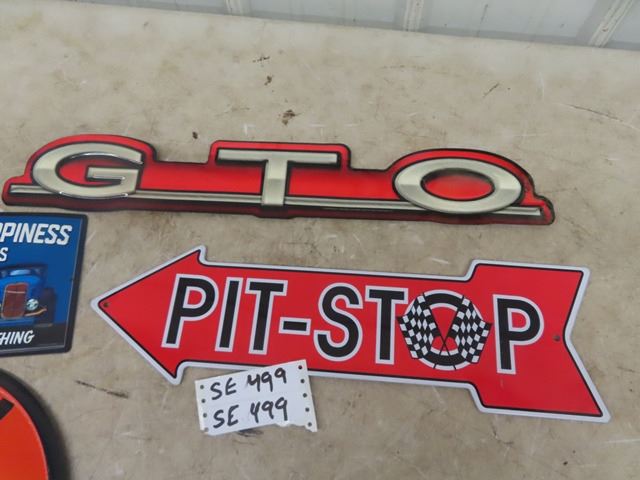 GTO
PPINESS
S
HING
PIT-STOP
SE 499
SE 499